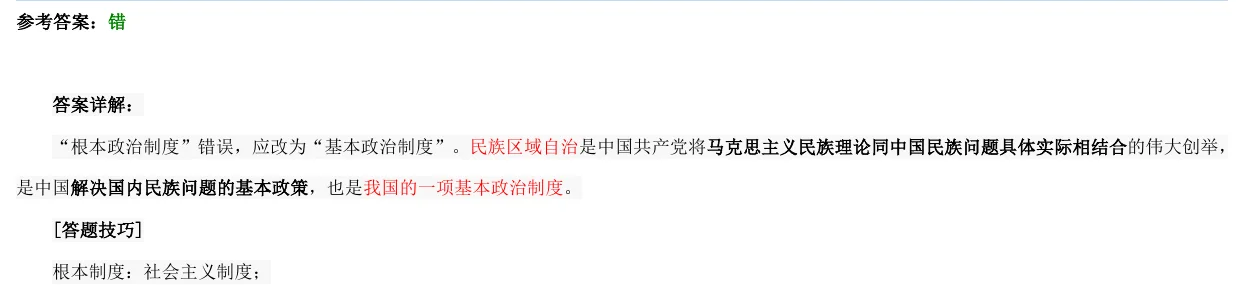 参考答案：错
答案详解：
“根本政治制度”错误，应改为“基本政治制度”。民族区域自治是中国共产党将马克思主义民族理论同中国民族问题具体实际相结合的伟大创举，
是中国解决国内民族问题的基本政策，也是我国的一项基本政治制度。
[答题技巧]
根本制度：社会主义制度；